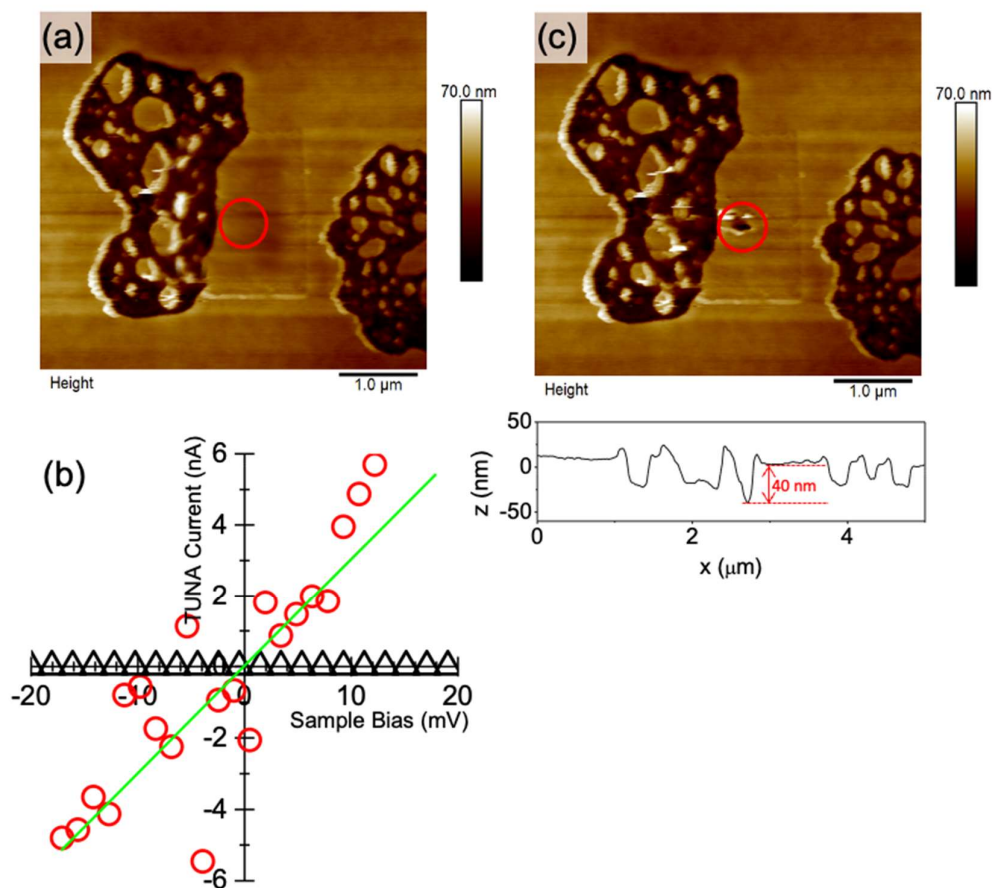 (a)
70.0 nm
Height
1.0 µm
(c)
70.0 nm
Height
1.0 µm
(b)
TUNA Current (nA)
6
4
2
-20
-10
0
10
20
Sample Bias (mV)
-2
-4
-6
50
0
-50
z (nm)
40 nm
0
2
4
x (µm)